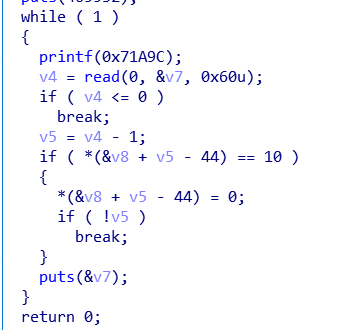 while ( 1 )
{
printf(0x71A9C);
v4 = read(0, &v7, 0x60u);
if ( v4 <= 0 )
break;
v5 = v4 - 1;
if ( *(&v8 + v5 - 44) == 10 )
{
*(&v8 + v5 - 44) = 0;
if ( !v5 )
break;
}
puts(&v7);
}
return 0;